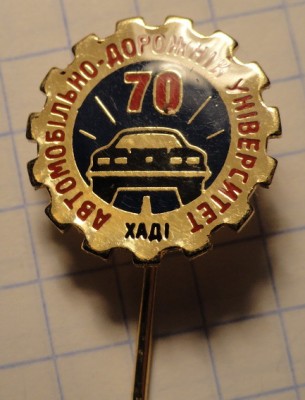 АВТОМОБІЛЬНО-ДОРОЖНІЙ УНІВЕРСИТЕТ
70
ХАДІ